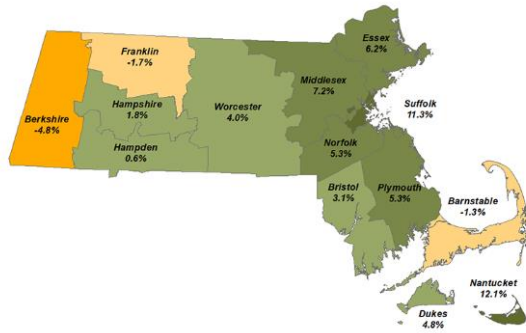 Essex
6.2%
Franklin
-1.7%
Middlesex
7.2%
Hampshire
1.8%
Worcester
4.0%
Suffolk
11.3%
Berkshire
-4.8%
Hampden
0.6%
Norfolk
5.3%
Bristol
3.1%
Plymouth
5.3%
Barnstable
-1.3%
Nantucket
12.1%
Dukes
4.8%